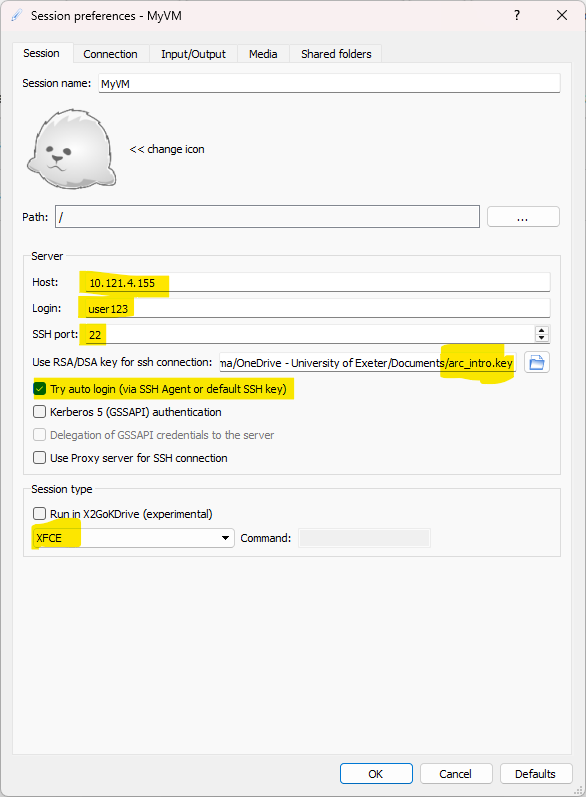 Session preferences - MyVM
?
Session
Connection
Input/Output
Media
Shared folders
Session name:
MyVM
<< change icon
Path:
/
...
Server
Host:
10.121.4.155
Login:
user123
SSH port:
22
Use RSA/DSA key for ssh connection:
ma/OneDrive - University of Exeter/Documents/arc_intro.key
Try auto login (via SSH Agent or default SSH key)
Kerberos 5 (GSSAPI) authentication
Delegation of GSSAPI credentials to the server
Use Proxy server for SSH connection
Session type
Run in X2GoKDrive (experimental)
XFCE
Command:
OK
Cancel
Defaults